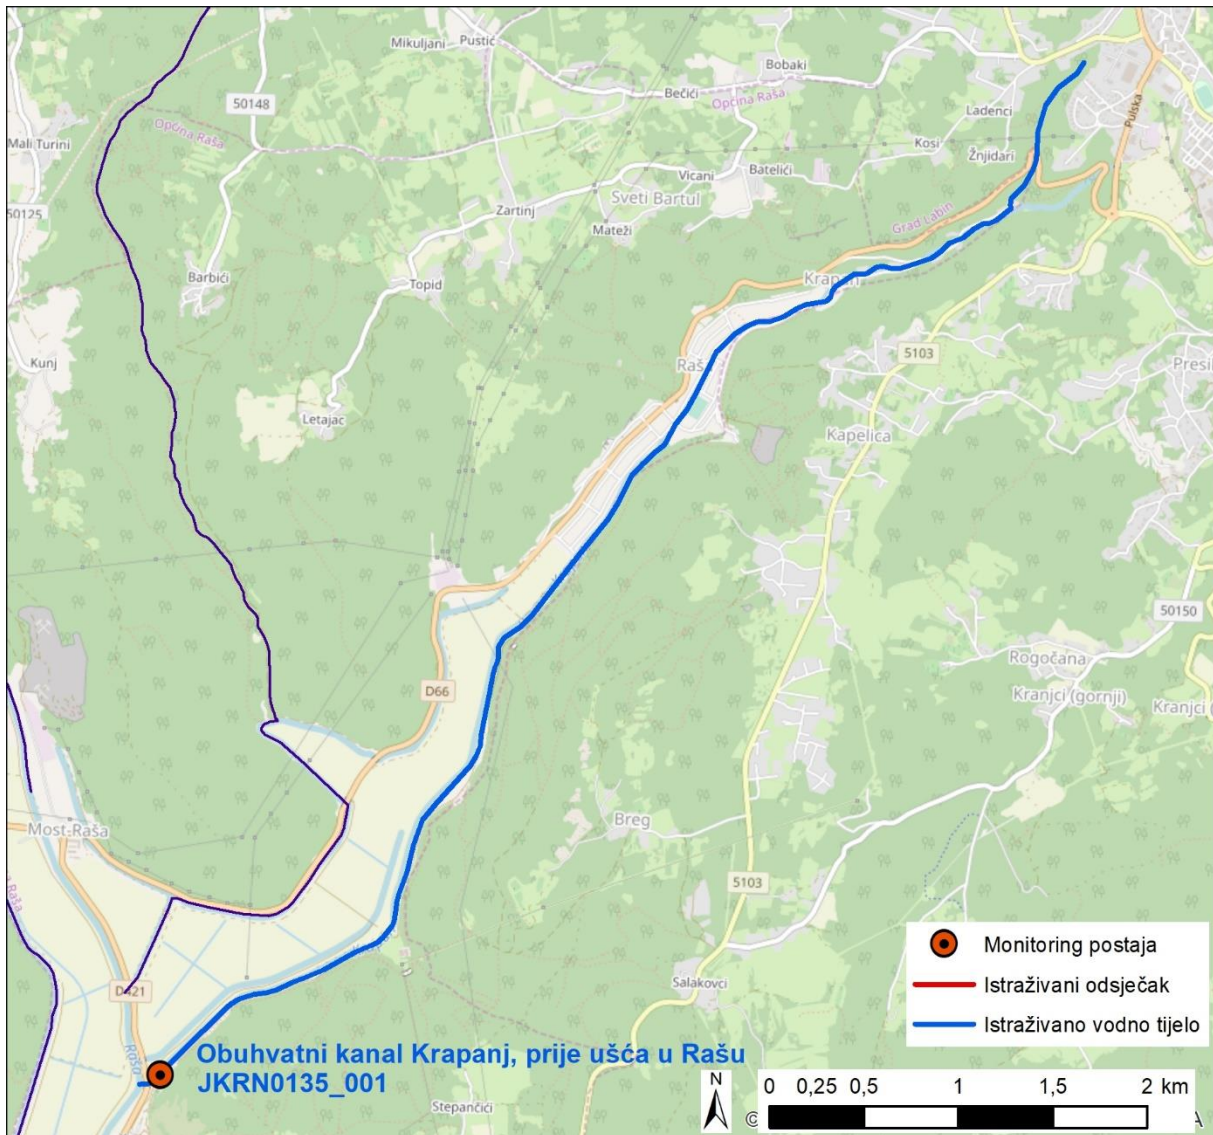 Mikuljani
Pustić
Bobaki
Bečići
Općina Raša
50148
Općina Raša
Ladenci
Pulska
Mali Turini
Kosi
Žnjidari
Vicani
Batelići
Sveti Bartul
50125
Zartinj
Mateži
Grad Labin
Barbići
Topid
Krapan
5103
Kunj
Raš
Presi
Letajac
Kapelica
50150
Rogočana
D66
Kranjci (gornji)
Kranjci (
Most-Raša
Breg
5103
Raša
Salakovci
D421
Raša
Monitoring postaja
Istraživani odsječak
Istraživano vodno tijelo
Obuhvatni kanal Krapanj, prije ušća u Rašu
JKRN0135_001
Stepančići
N
0 0,25 0,5 1 1,5 2 km
©
A